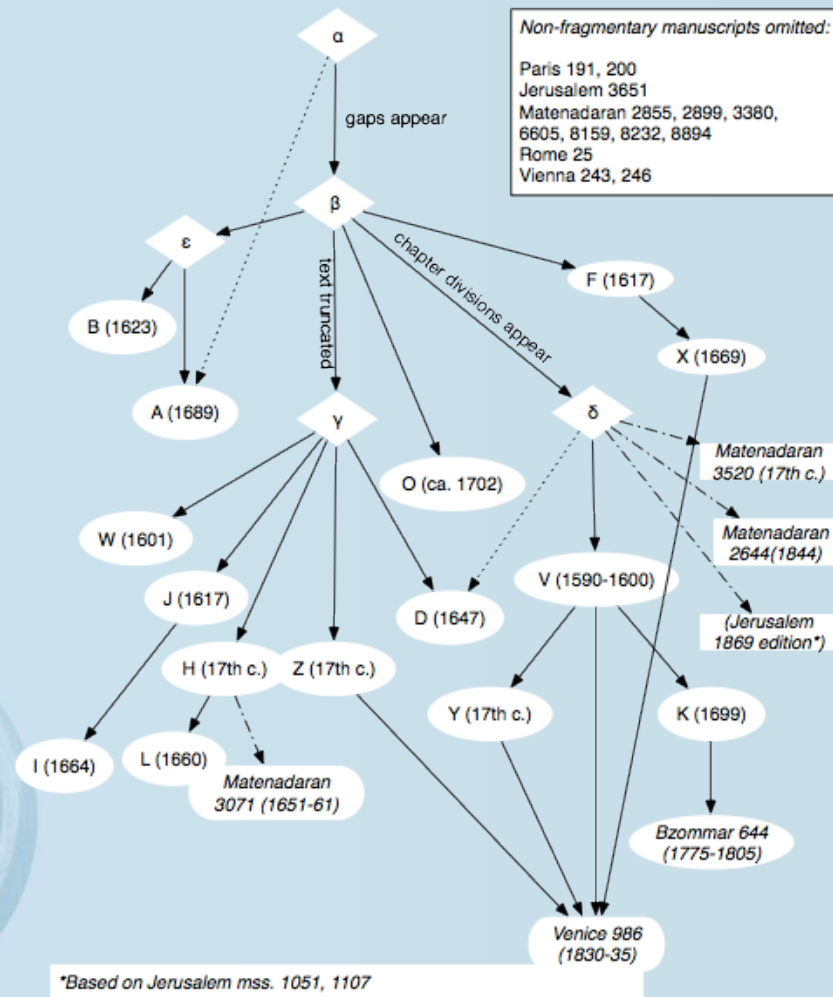 α
Non-fragmentary manuscripts omitted:
Paris 191, 200
Jerusalem 3651
Matenadaran 2855, 2899, 3380,
6605, 8159, 8232, 8894
Rome 25
Vienna 243, 246
gaps appear
β
ε
chapter divisions appear
text truncated
F (1617)
B (1623)
X (1669)
A (1689)
γ
δ
Matenadaran
3520 (17th c.)
O (ca. 1702)
W (1601)
Matenadaran
2644(1844)
V (1590-1600)
J (1617)
D (1647)
(Jerusalem
1869 edition*)
H (17th c.)
Z (17th c.)
Y (17th c.)
K (1699)
I (1664)
L (1660)
Matenadaran
3071 (1651-61)
Bzommar 644
(1775-1805)
Venice 986
(1830-35)
*Based on Jerusalem mss. 1051, 1107